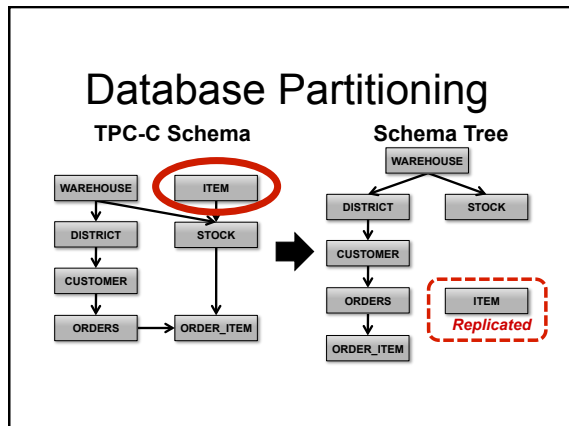 Database Partitioning
TPC-C Schema
Schema Tree
WAREHOUSE
ITEM
DISTRICT
STOCK
CUSTOMER
ORDERS
ORDER_ITEM
WAREHOUSE
DISTRICT
STOCK
CUSTOMER
ORDERS
ITEM
Replicated
ORDER_ITEM